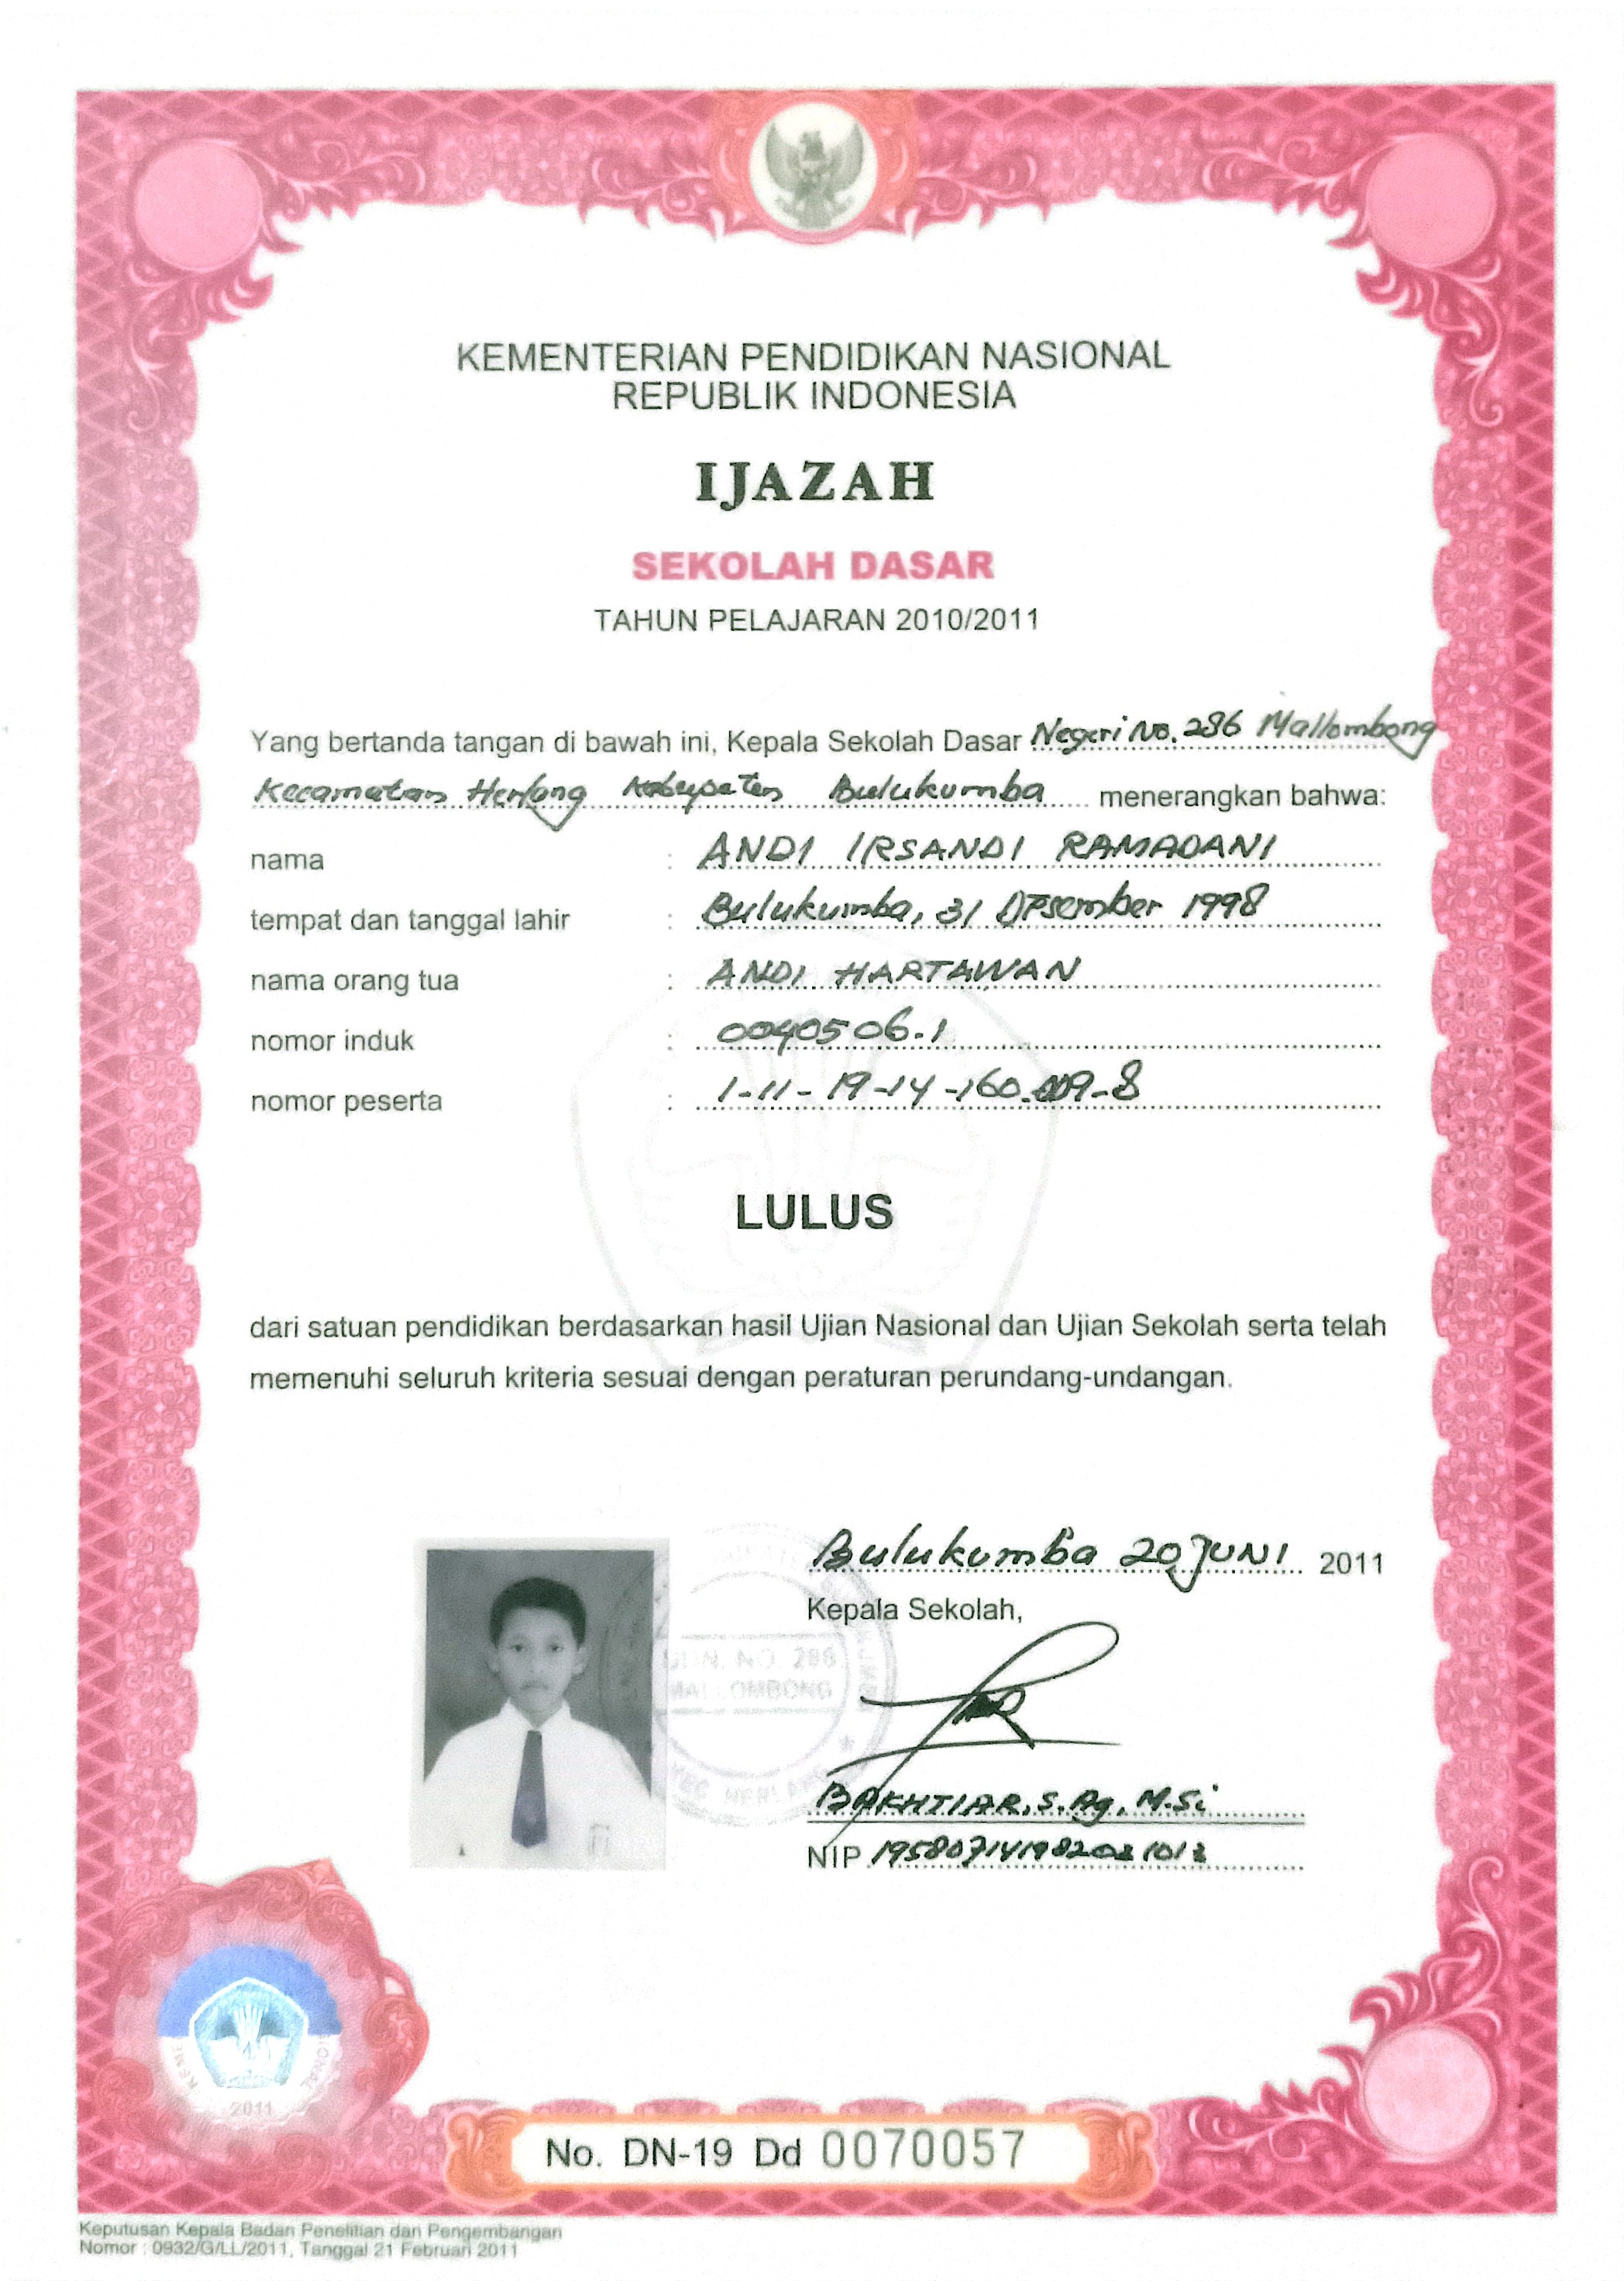 KEMENTERIAN PENDIDIKAN NASIONAL
REPUBLIK INDONESIA
IJAZAH
SEKOLAH DASAR
TAHUN PELAJARAN 2010/2011
Yang bertanda tangan di bawah ini, Kepala Sekolah Dasar Negeri No. 286 Mallombong
Kecamatan Herlang Kabupaten Bulukumba menerangkan bahwa:
nama : ANDI IRSANDI RAMADANI
tempat dan tanggal lahir : Bulukumba, 31 Desember 1998
nama orang tua : ANDI HARTAWAN
nomor induk : 0040506.1
nomor peserta : 1-11-19-14-160.009-8
LULUS
dari satuan pendidikan berdasarkan hasil Ujian Nasional dan Ujian Sekolah serta telah
memenuhi seluruh kriteria sesuai dengan peraturan perundang-undangan.
Bulukumba 20 JUNI 2011
Kepala Sekolah,
SDN. NO. 286
MALLOMBONG
KEC HERLANG
BAKHTIAR, S.Ag, M.Si
NIP
2011
No. DN-19 Dd 0070057
Keputusan Kepala Badan Penelitian dan Pengembangan
Nomor : 0932/G/LL/2011, Tanggal 21 Februari 2011